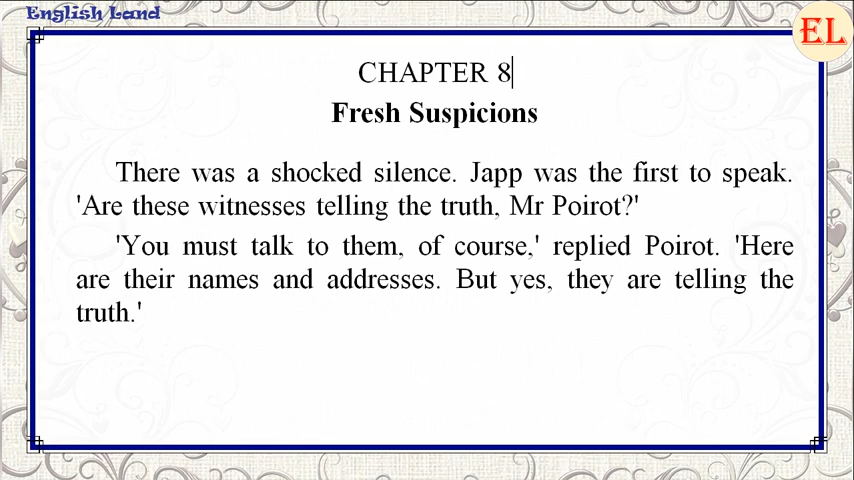 English Land
EL
CHAPTER 8
Fresh Suspicions
There was a shocked silence. Japp was the first to speak.
'Are these witnesses telling the truth, Mr Poirot?'
'You must talk to them, of course,' replied Poirot. 'Here
are their names and addresses. But yes, they are telling the
truth.'